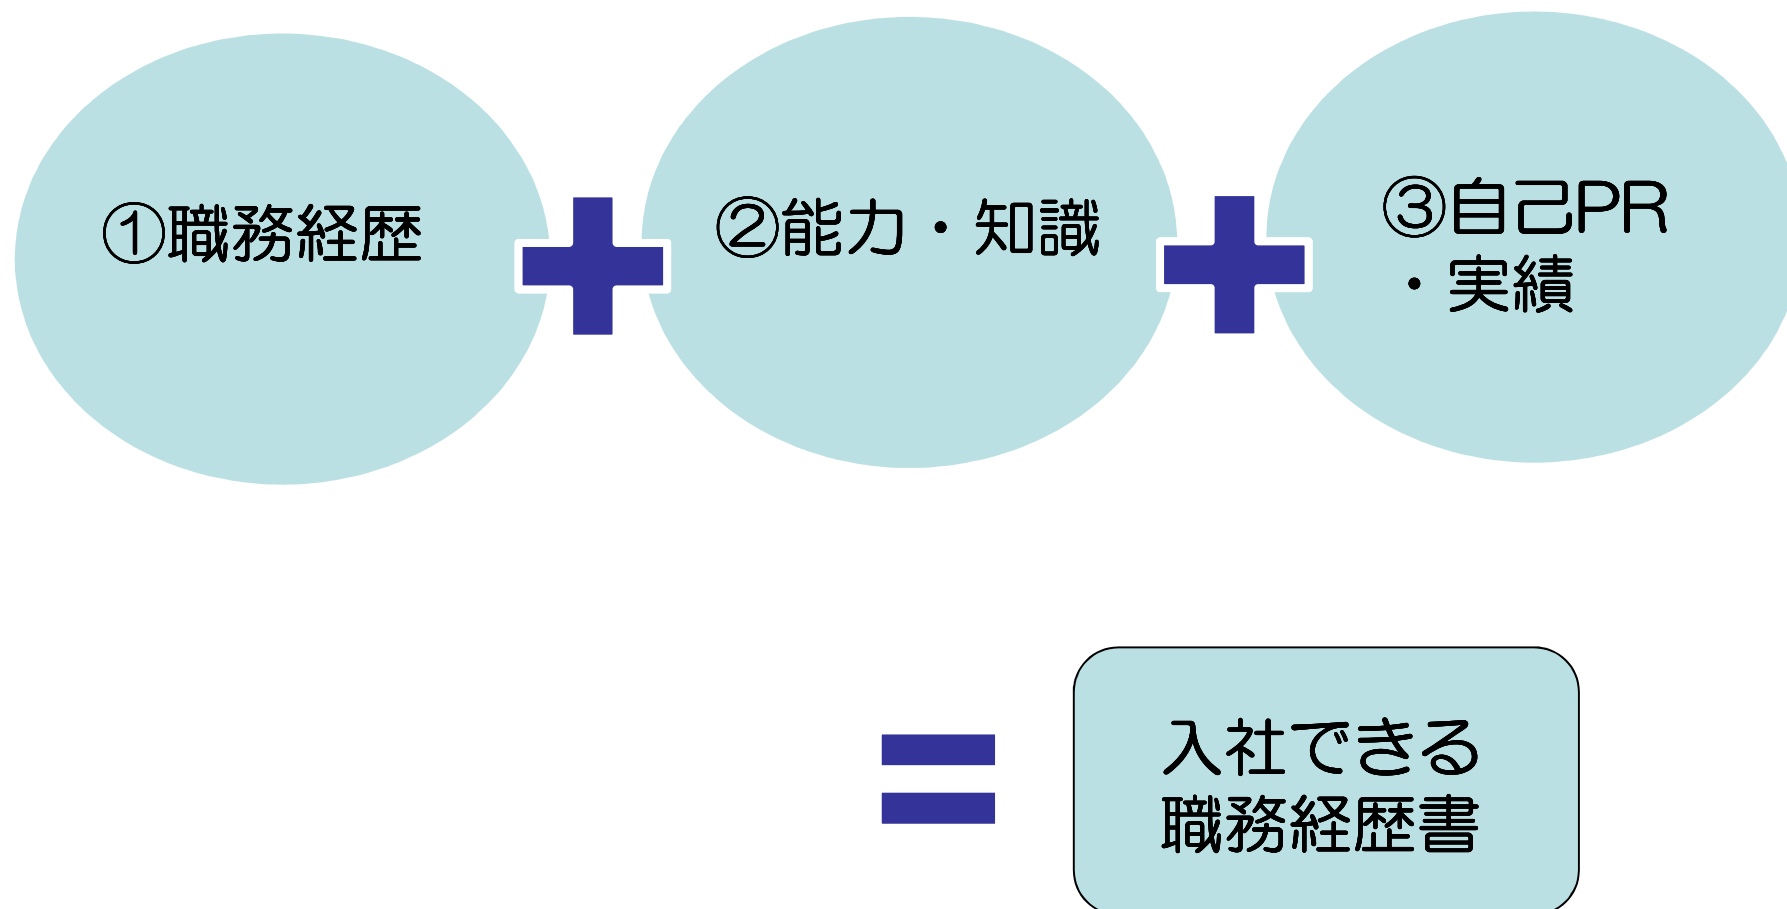 ①職務経歴
②能力・知識
③自己PR
・実績
入社できる
職務経歴書